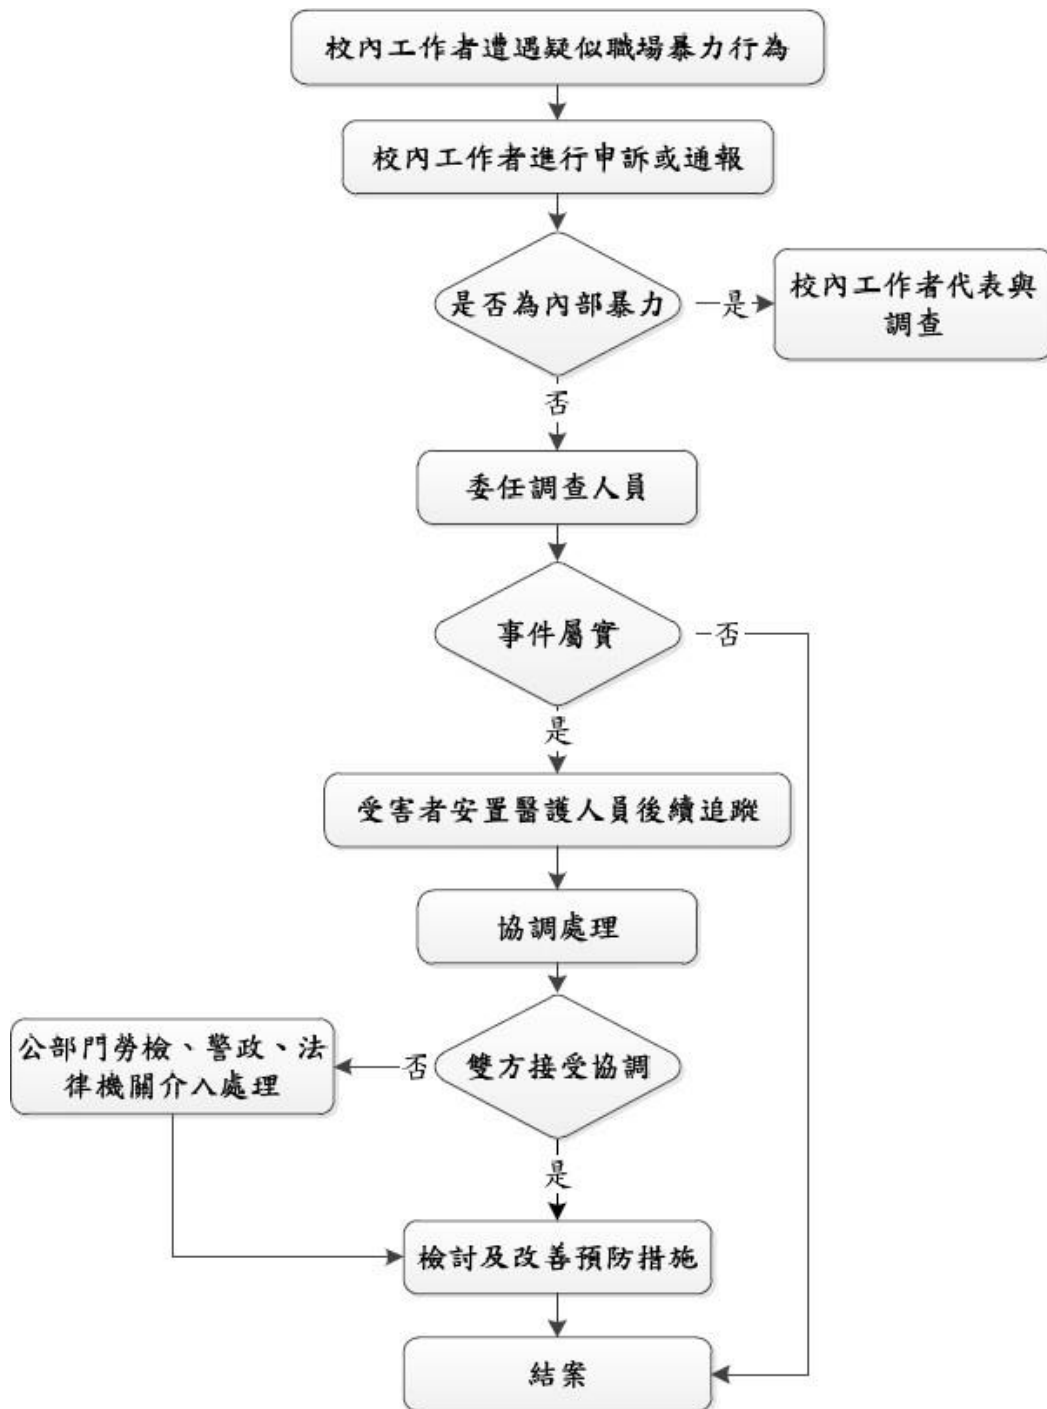 校內工作者遭遇疑似職場暴力行為
校內工作者進行申訴或通報
是否為內部暴力
是
校內工作者代表與
調查
否
委任調查人員
事件屬實
否
是
受害者安置醫護人員後續追蹤
協調處理
雙方接受協調
否
公部門勞檢、警政、法
律機關介入處理
是
檢討及改善預防措施
結案